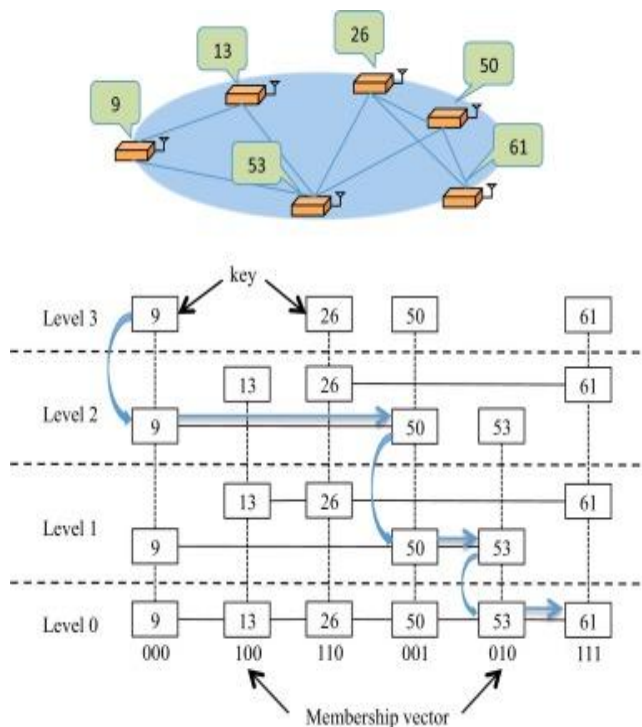 26
13
50
9
53
61
key
Level 3 9 26 50 61
13 26 61
Level 2
9 50 53
13 26 61
Level 1
9 50 53
Level 0 9 13 26 50 53 61
000 100 110 001 010 111
Membership vector